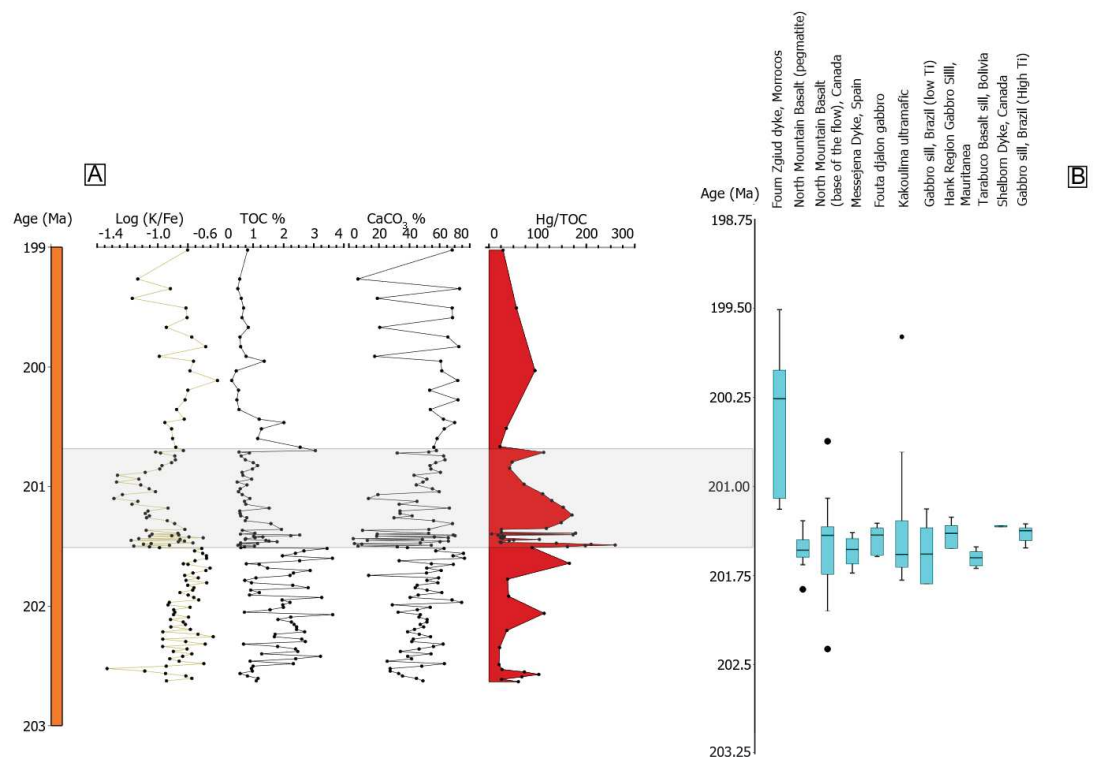 A
Age (Ma)
Log (K/Fe)
TOC %
CaCO3 %
Hg/TOC
-1.4
-1.0
-0.6
0
1
2
3
4
0
20
40
60
80
0
100
200
300
199
200
201
202
203
B
Age (Ma)
Foum Zgiud dyke, Morrocos
North Mountain Basalt (pegmatite)
North Mountain Basalt
(base of the flow), Canada
Messejena Dyke, Spain
Fouta djalon gabbro
Kakoulima ultramafic
Gabbro sill, Brazil (low Ti)
Hank Region Gabbro Silll,
Mauritanea
Tarabuco Basalt sill, Bolivia
Shelborn Dyke, Canada
Gabbro sill, Brazil (High Ti)
198.75
199.50
200.25
201.00
201.75
202.5
203.25